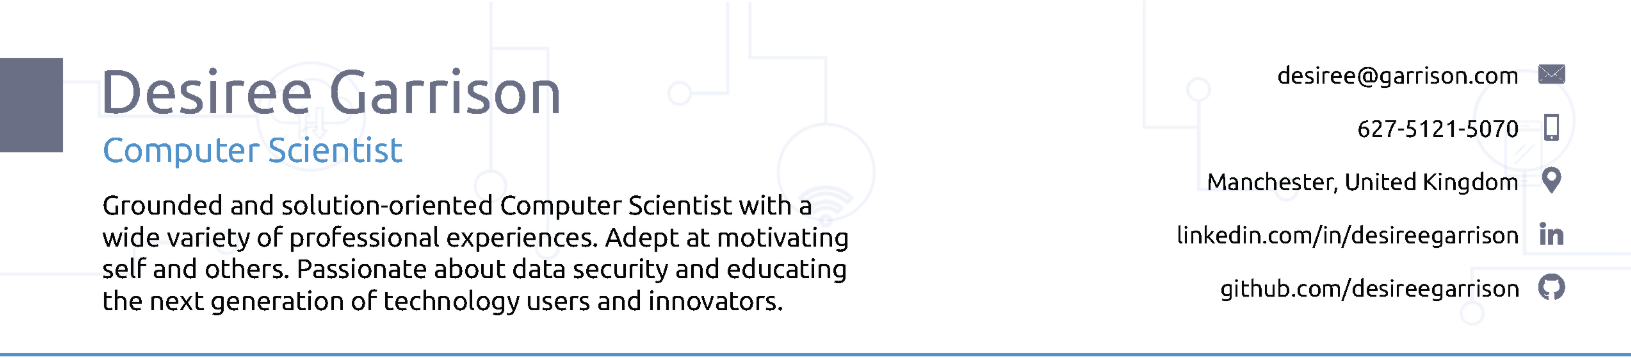 Desiree Garrison
Computer Scientist
Grounded and solution-oriented Computer Scientist with a
wide variety of professional experiences. Adept at motivating
self and others. Passionate about data security and educating
the next generation of technology users and innovators.
desiree@garrison.com
627-5121-5070
Manchester, United Kingdom
linkedin.com/in/desireegarrison
github.com/desireegarrison